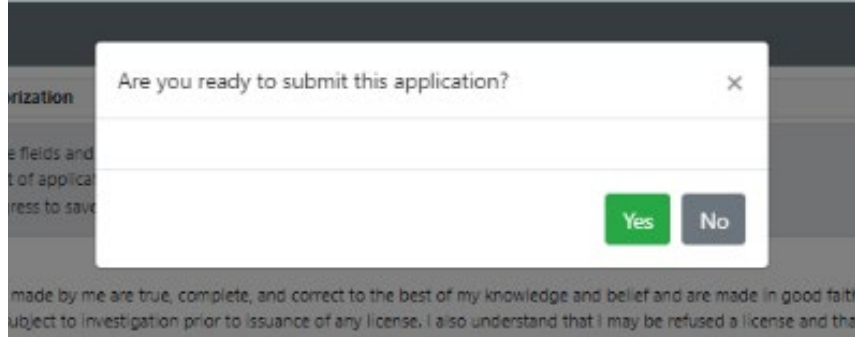 Are you ready to submit this application?
×
orization
e fields and
t of applica
ress to save
Yes
No
made by me are true, complete, and correct to the best of my knowledge and belief and are made in good faith
ubject to investigation prior to issuance of any license. I also understand that I may be refused a license and tha